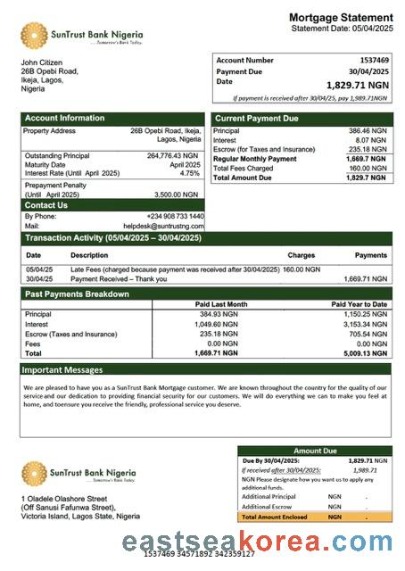 Mortgage Statement
Statement Date: 05/04/2025
SunTrust Bank Nigeria
.....Tomorrow's Bank Today.
John Citizen
26B Opebi Road,
Ikeja, Lagos,
Nigeria
Account Number 1537469
Payment Due 30/04/2025
Date 1,829.71 NGN
if payment is received after 30/04/25, pay 1,989.71NGN
Account Information
Property Address 26B Opebi Road, Ikeja,
Lagos, Nigeria
Outstanding Principal 264,776.43 NGN
Maturity Date April 2025
Interest Rate (Until April 2025) 4.75%
Prepayment Penalty
(Until April 2025) 3,500.00 NGN
Contact Us
By Phone: +234 908 733 1440
Mail: helpdesk@suntrustng.com
Current Payment Due
Principal 386.46 NGN
Interest 8.07 NGN
Escrow (for Taxes and Insurance) 235.18 NGN
Regular Monthly Payment 1,669.7 NGN
Total Fees Charged 160.00 NGN
Total Amount Due 1,829.7 NGN
Transaction Activity (05/04/2025 – 30/04/2025)
Date Description Charges Payments
05/04/25 Late Fees (charged because payment was received after 30/04/2025) 160.00 NGN
30/04/25 Payment Received – Thank you 1,669.71 NGN
Past Payments Breakdown
Paid Last Month Paid Year to Date
Principal 384.93 NGN 1,150.25 NGN
Interest 1,049.60 NGN 3,153.34 NGN
Escrow (Taxes and Insurance) 235.18 NGN 705.54 NGN
Fees 0.00 NGN 0.00 NGN
Total 1,669.71 NGN 5,009.13 NGN
Important Messages
We are pleased to have you as a SunTrust Bank Mortgage customer. We are known throughout the country for the quality of our
service and our dedication to providing financial security for our customers. We will do everything we can to make you feel at
home, and toensure you receive the friendly, professional service you deserve.
SunTrust Bank Nigeria
.....Tomorrow's Bank Today.
1 Oladele Olashore Street
(Off Sanusi Fafunwa Street),
Victoria Island, Lagos State, Nigeria
Amount Due
Due By 30/04/2025: 1,829.71 NGN
if received after 30/04/2025: 1,989.71
NGN Please designate how you want us to apply any
additional funds.
Additional Principal NGN .
Additional Escrow NGN .
Total Amount Enclosed NGN .
eastseakorea.com
1537469 34571892 342359127